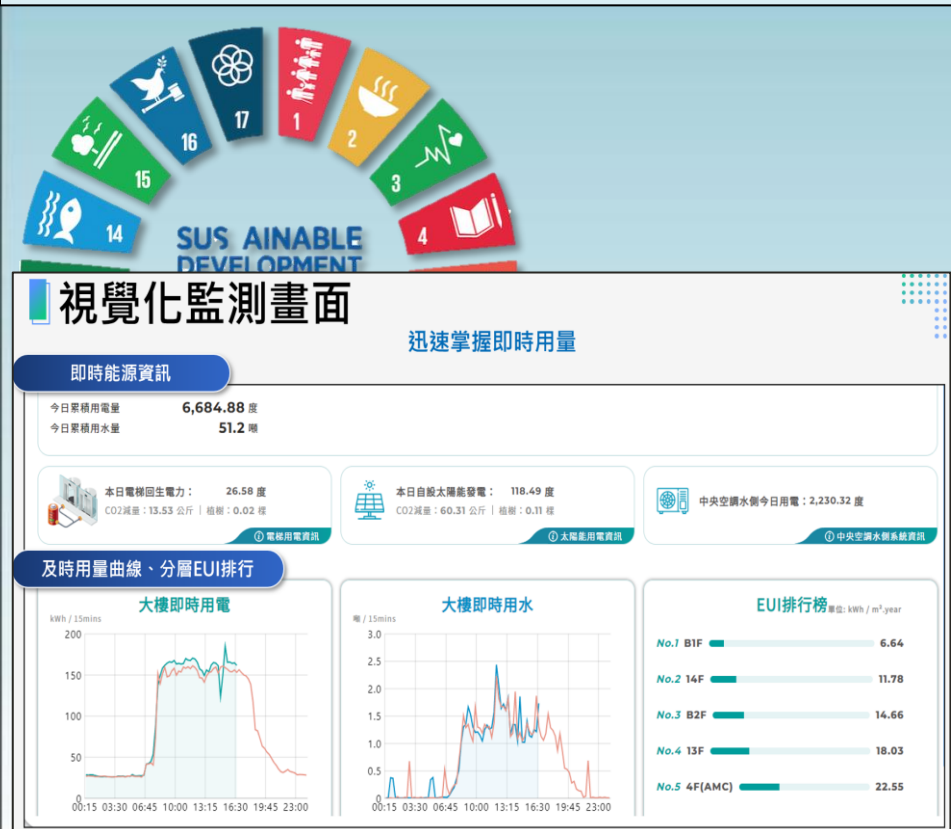 17
16
1
2
15
3
14
4
SUS AINABLE
DEVELOPMENT
視覺化監測畫面
迅速掌握即時用量
即時能源資訊
今日累積用電量 6,684.88 度
今日累積用水量 51.2 噸
本日電梯回生電力： 26.58 度
CO2減量：13.53 公斤 | 植樹：0.02 棵
電梯用電資訊
本日自設太陽能發電： 118.49 度
CO2減量：60.31 公斤 | 植樹：0.11 棵
太陽能用電資訊
中央空調水側今日用電：2,230.32 度
中央空調水側系統資訊
及時用量曲線、分層EUI排行
大樓即時用電
kWh / 15mins
200
150
100
50
0
00:15 03:30 06:45 10:00 13:15 16:30 19:45 23:00
大樓即時用水
噸 / 15mins
3.0
2.5
2.0
1.5
1.0
0.5
0
00:15 03:30 06:45 10:00 13:15 16:30 19:45 23:00
EUI排行榜 單位: kWh / m².year
No.1 B1F 6.64
No.2 14F 11.78
No.3 B2F 14.66
No.4 13F 18.03
No.5 4F(AMC) 22.55